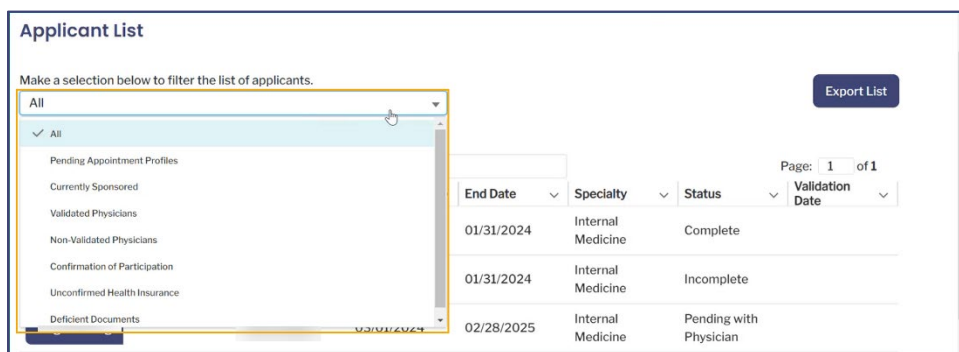 Applicant List
Make a selection below to filter the list of applicants.
All
Export List
All
Pending Appointment Profiles
Currently Sponsored
Validated Physicians
Non-Validated Physicians
Confirmation of Participation
Unconfirmed Health Insurance
Deficient Documents
Page: 1 of 1
End Date Specialty Status Validation Date
01/31/2024 Internal Medicine Complete
01/31/2024 Internal Medicine Incomplete
03/01/2024 02/28/2025 Internal Medicine Pending with Physician